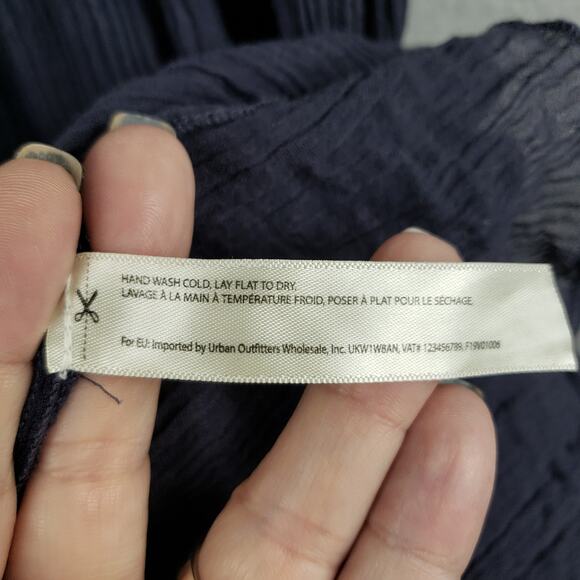 HAND WASH COLD, LAY FLAT TO DRY.
LAVAGE À LA MAIN À TEMPÉRATURE FROID, POSER À PLAT POUR LE SÉCHAGE.
For EU: Imported by Urban Outfitters Wholesale, Inc. UKW1W8AN, VAT# 123456789, F19V01006